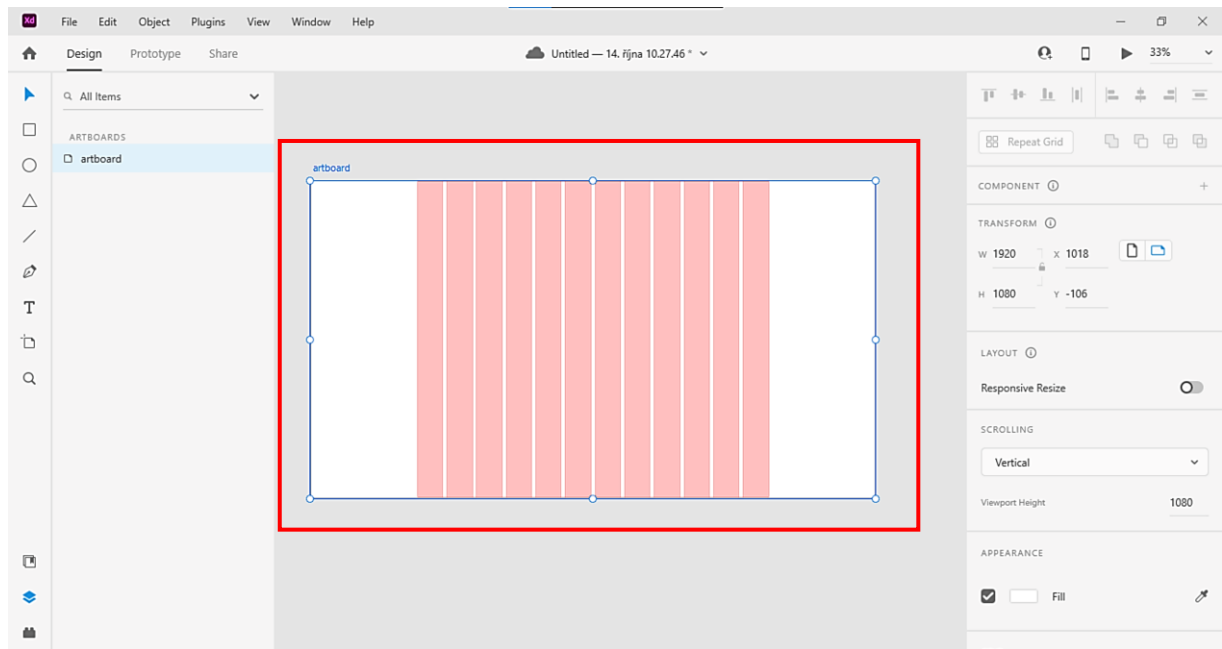 Xd File Edit Object Plugins View Window Help
Design Prototype Share Untitled — 14. října 10.27.46 * 33%
All Items
ARTBOARDS
artboard
artboard
Repeat Grid
COMPONENT
TRANSFORM
W 1920 X 1018
H 1080 Y -106
LAYOUT
Responsive Resize
SCROLLING
Vertical
Viewport Height 1080
APPEARANCE
Fill